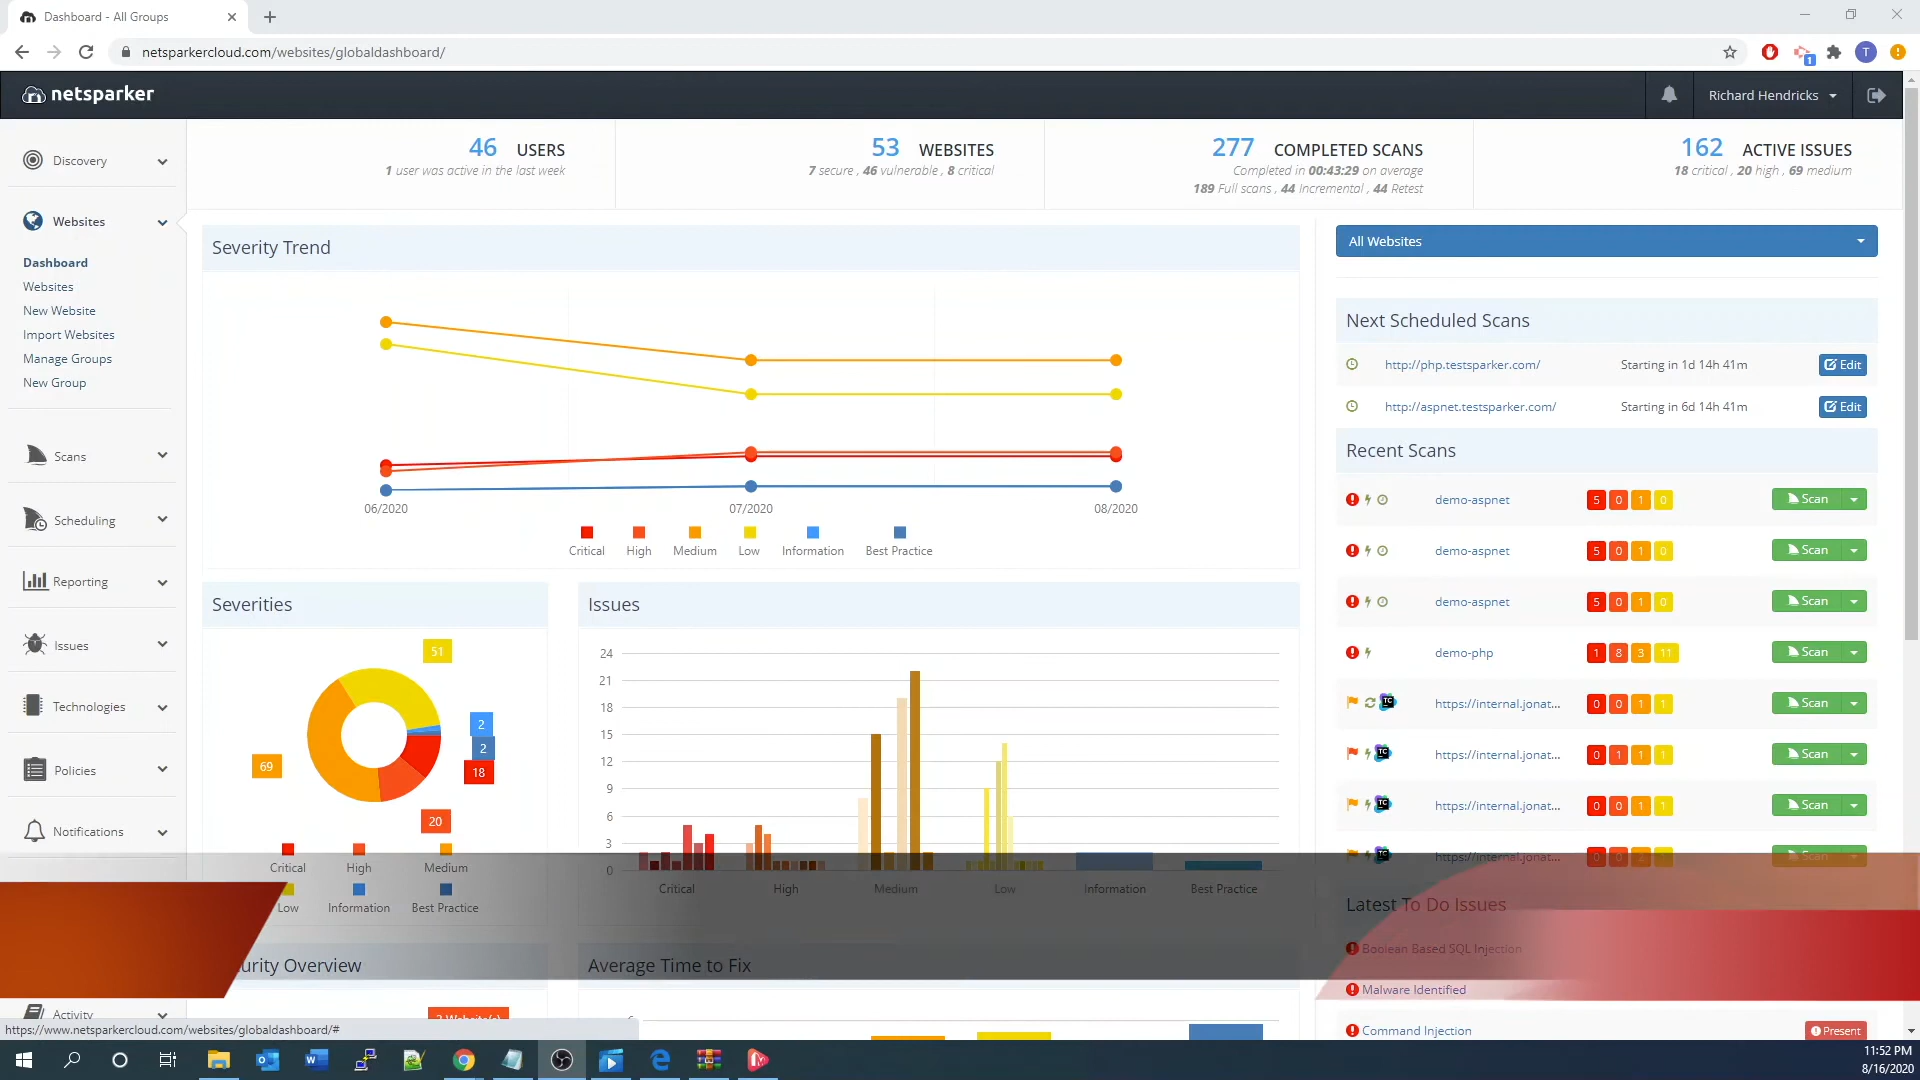 Dashboard - All Groups
netsparkercloud.com/websites/globaldashboard/
1
T
netsparker
Richard Hendricks
46 USERS
1 user was active in the last week
53 WEBSITES
7 secure , 46 vulnerable , 8 critical
277 COMPLETED SCANS
Completed in 00:43:29 on average
189 Full scans , 44 Incremental , 44 Retest
162 ACTIVE ISSUES
18 critical , 20 high , 69 medium
Discovery
Websites
Dashboard
Websites
New Website
Import Websites
Manage Groups
New Group
Scans
Scheduling
Reporting
Issues
Technologies
Policies
Notifications
Activity
Severity Trend
06/2020
07/2020
08/2020
Critical
High
Medium
Low
Information
Best Practice
Severities
51
2
2
18
20
69
Critical
High
Medium
Low
Information
Best Practice
Issues
24
21
18
15
12
9
6
3
0
Critical
High
Medium
Low
Information
Best Practice
urity Overview
Average Time to Fix
All Websites
Next Scheduled Scans
http://php.testsparker.com/ Starting in 1d 14h 41m Edit
http://aspnet.testsparker.com/ Starting in 6d 14h 41m Edit
Recent Scans
demo-aspnet 5 0 1 0 Scan
demo-aspnet 5 0 1 0 Scan
demo-aspnet 5 0 1 0 Scan
demo-php 1 8 3 11 Scan
TC https://internal.jonat... 0 0 1 1 Scan
TC https://internal.jonat... 0 1 1 1 Scan
TC https://internal.jonat... 0 0 1 1 Scan
TC https://internal.jonat... Scan
Latest To Do Issues
Boolean Based SQL Injection
Malware Identified
Command Injection Present
https://www.netsparkercloud.com/websites/globaldashboard/#
11:52 PM
8/16/2020